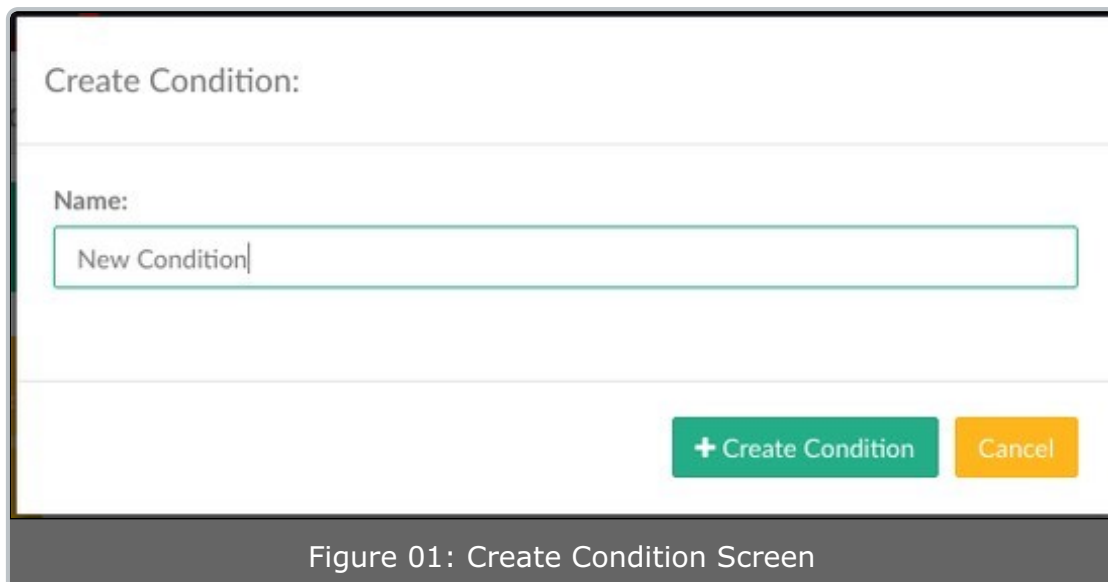 Create Condition:
Name:
New Condition
+ Create Condition Cancel
Figure 01: Create Condition Screen